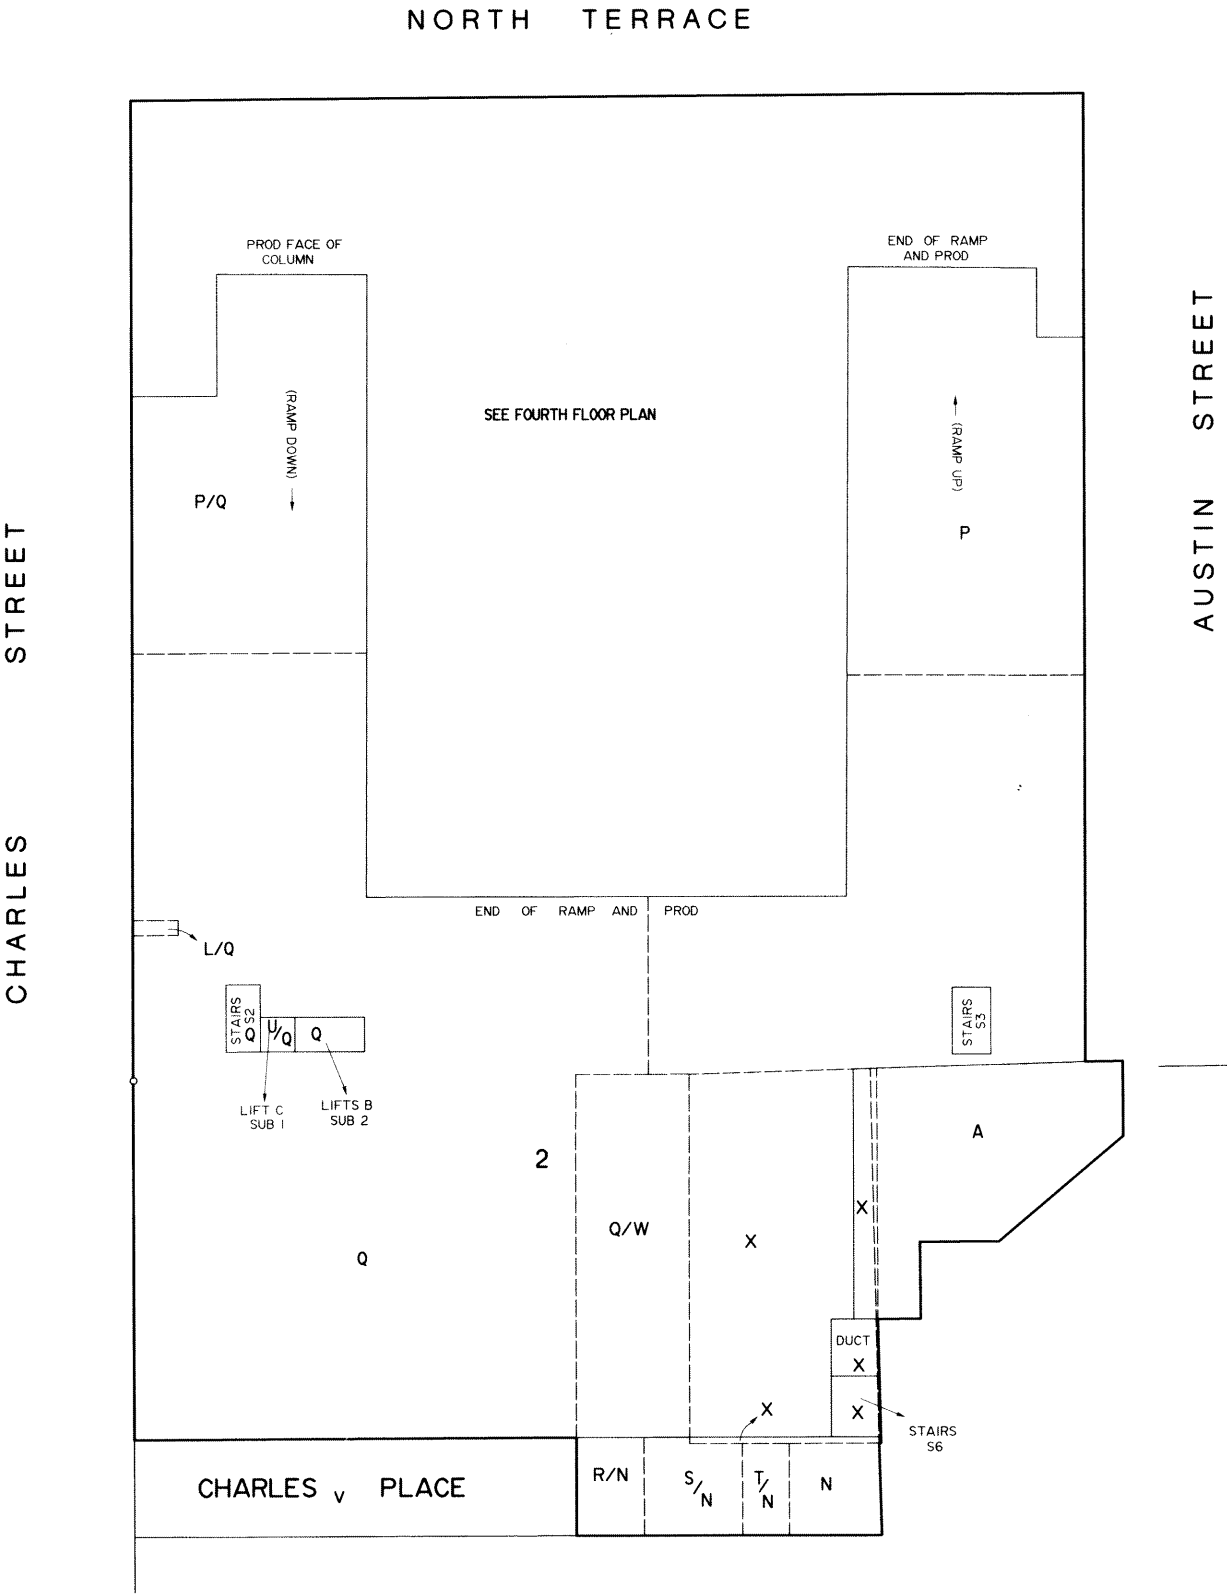 NORTH TERRACE
PROD FACE OF
COLUMN
END OF RAMP
AND PROD
AUSTIN STREET
SEE FOURTH FLOOR PLAN
(RAMP DOWN)
(RAMP UP)
P/Q
P
CHARLES STREET
END OF RAMP AND PROD
L/Q
STAIRS
S2
Q
U/Q
Q
STAIRS
S3
LIFT C
SUB 1
LIFTS B
SUB 2
2
A
Q/W
X
X
Q
DUCT
X
X
X
STAIRS
S6
R/N
S/N
T/N
N
CHARLES V PLACE